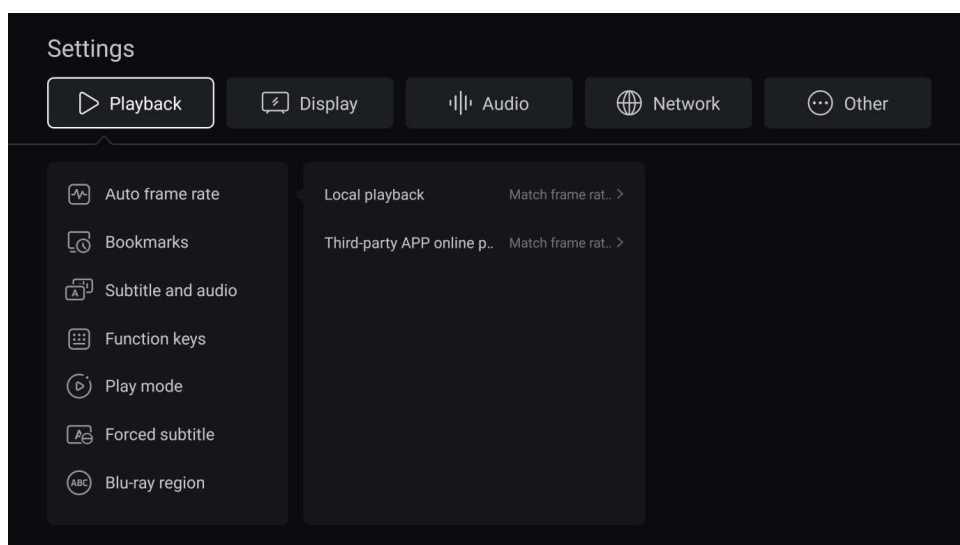 Settings
Playback
Display
Audio
Network
Other
Auto frame rate
Bookmarks
Subtitle and audio
Function keys
Play mode
Forced subtitle
Blu-ray region
Local playback Match frame rat..
Third-party APP online p.. Match frame rat..
A
A
ABC